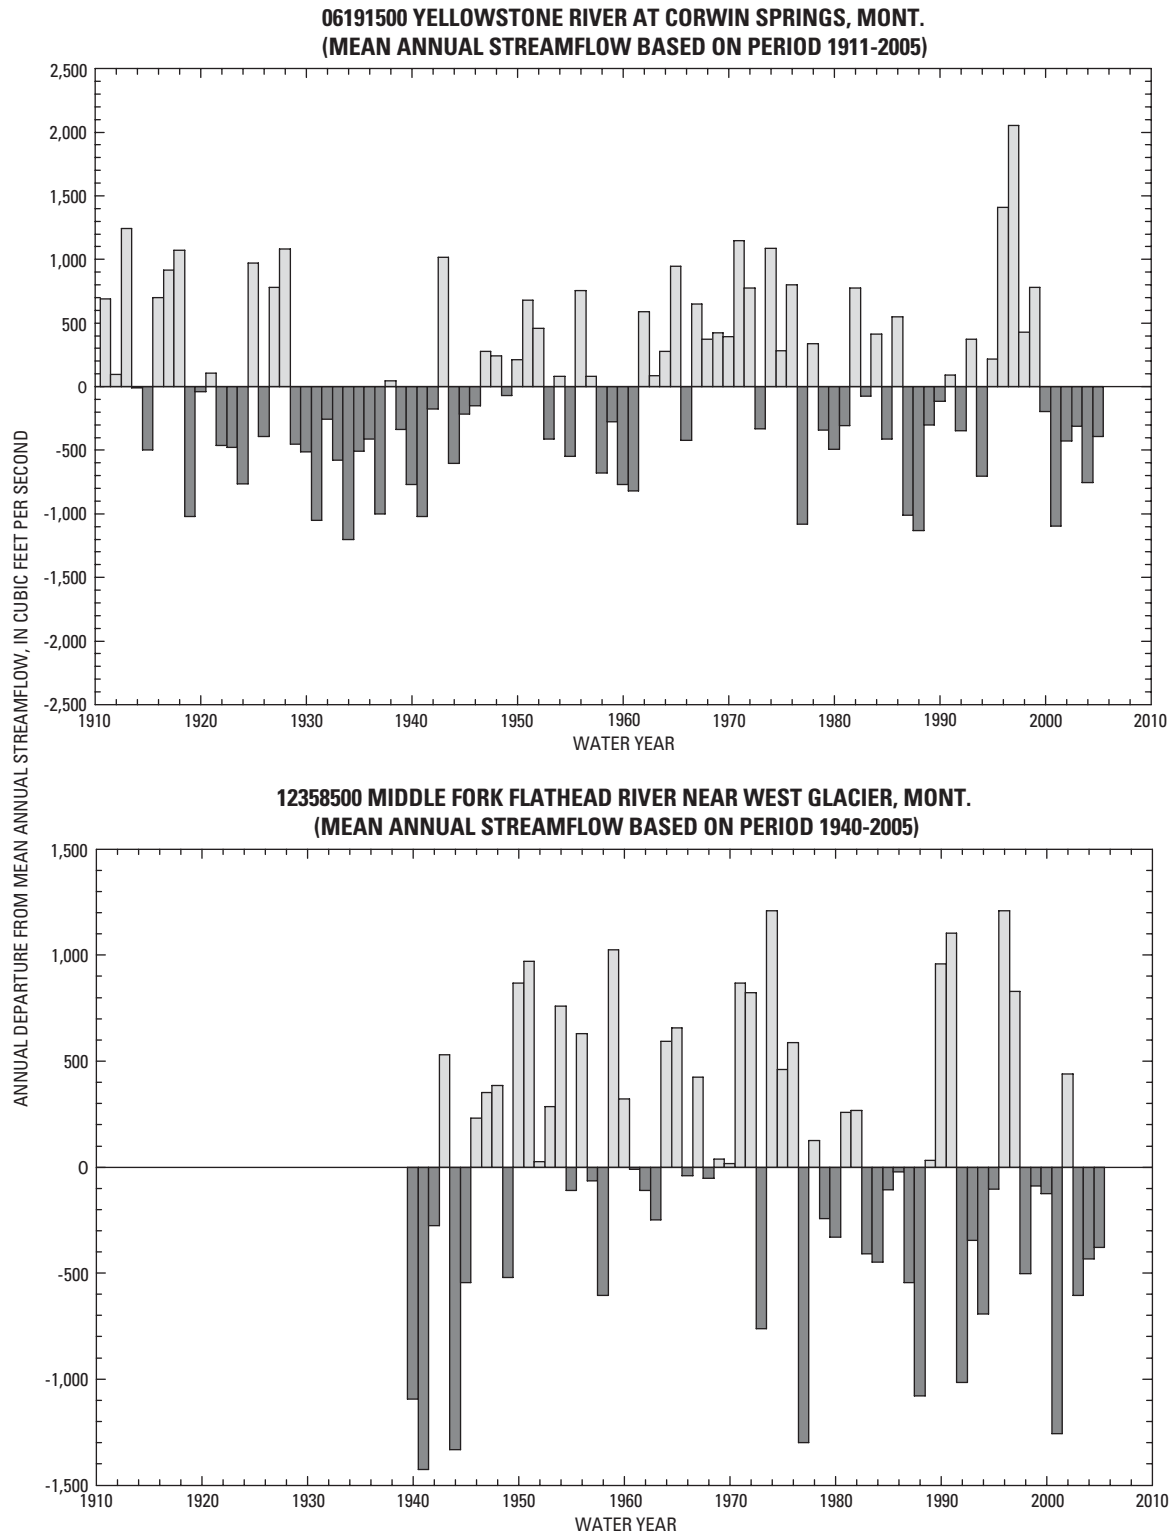 06191500 YELLOWSTONE RIVER AT CORWIN SPRINGS, MONT.
(MEAN ANNUAL STREAMFLOW BASED ON PERIOD 1911-2005)
2,500
2,000
1,500
1,000
500
0
-500
-1,000
-1,500
-2,000
-2,500
1910 1920 1930 1940 1950 1960 1970 1980 1990 2000 2010
WATER YEAR
ANNUAL DEPARTURE FROM MEAN ANNUAL STREAMFLOW, IN CUBIC FEET PER SECOND
12358500 MIDDLE FORK FLATHEAD RIVER NEAR WEST GLACIER, MONT.
(MEAN ANNUAL STREAMFLOW BASED ON PERIOD 1940-2005)
1,500
1,000
500
0
-500
-1,000
-1,500
1910 1920 1930 1940 1950 1960 1970 1980 1990 2000 2010
WATER YEAR